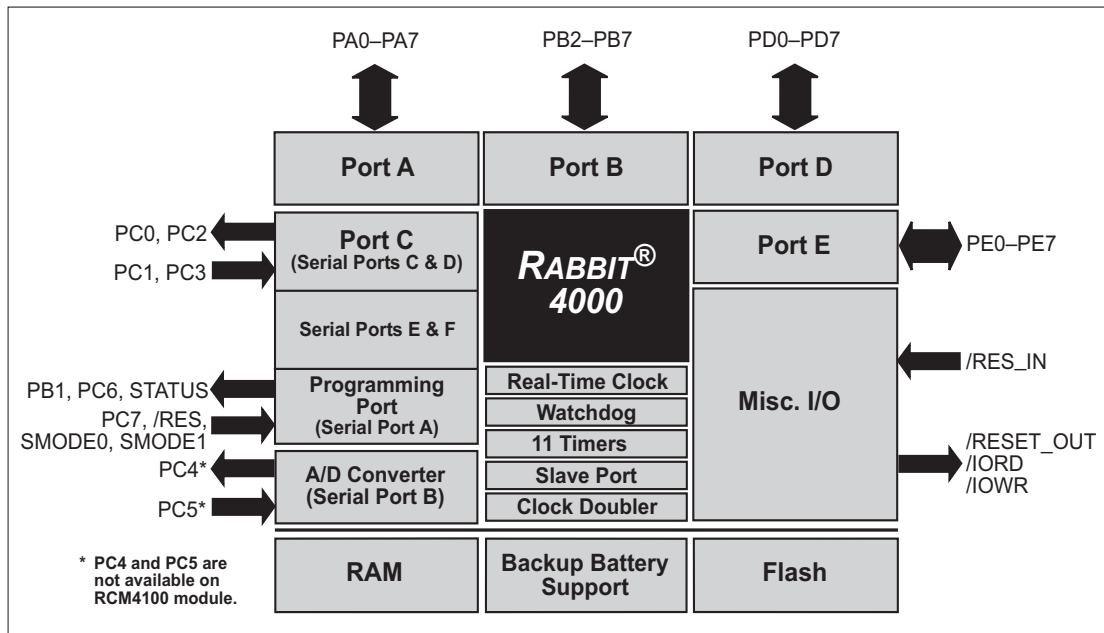 PA0–PA7
PB2–PB7
PD0–PD7
Port A
Port B
Port D
PC0, PC2
PC1, PC3
Port C
(Serial Ports C & D)
RABBIT®
4000
Port E
PE0–PE7
Serial Ports E & F
PB1, PC6, STATUS
PC7, /RES,
SMODE0, SMODE1
Programming
Port
(Serial Port A)
Real-Time Clock
Watchdog
11 Timers
Slave Port
Clock Doubler
Misc. I/O
/RES_IN
/RESET_OUT
/IORD
/IOWR
PC4*
PC5*
A/D Converter
(Serial Port B)
* PC4 and PC5 are
not available on
RCM4100 module.
RAM
Backup Battery
Support
Flash